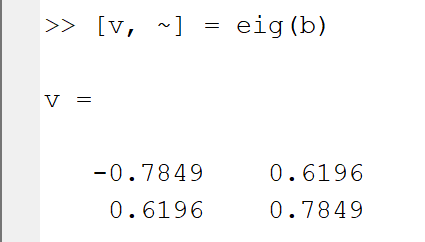 >> [v, ~] = eig(b)
v =
-0.7849 0.6196
0.6196 0.7849